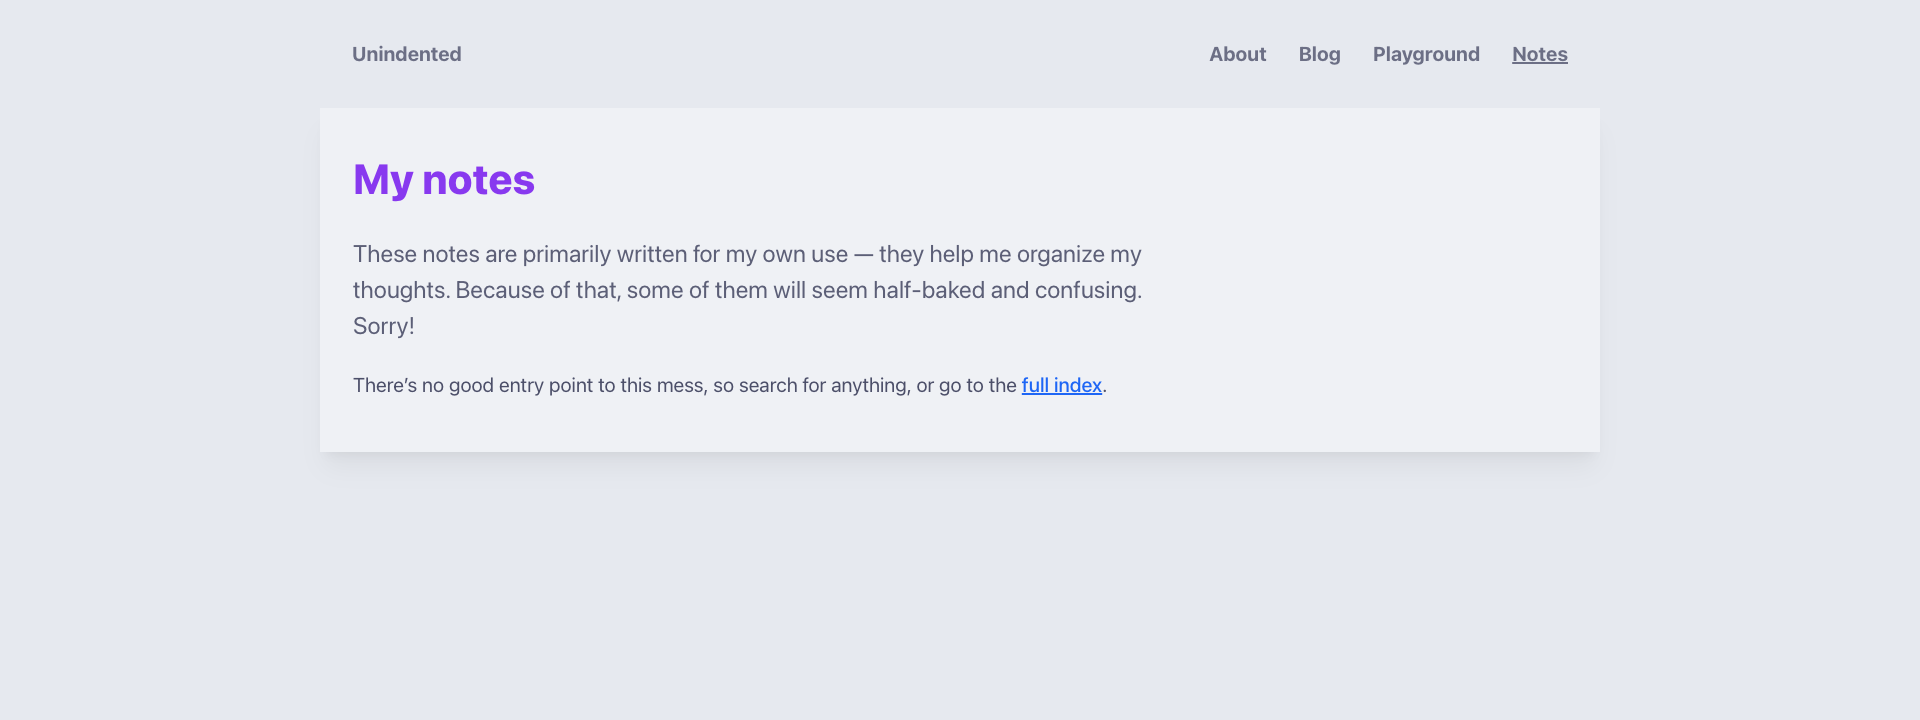 Unindented
About Blog Playground Notes
My notes
These notes are primarily written for my own use — they help me organize my
thoughts. Because of that, some of them will seem half-baked and confusing.
Sorry!
There’s no good entry point to this mess, so search for anything, or go to the full index.